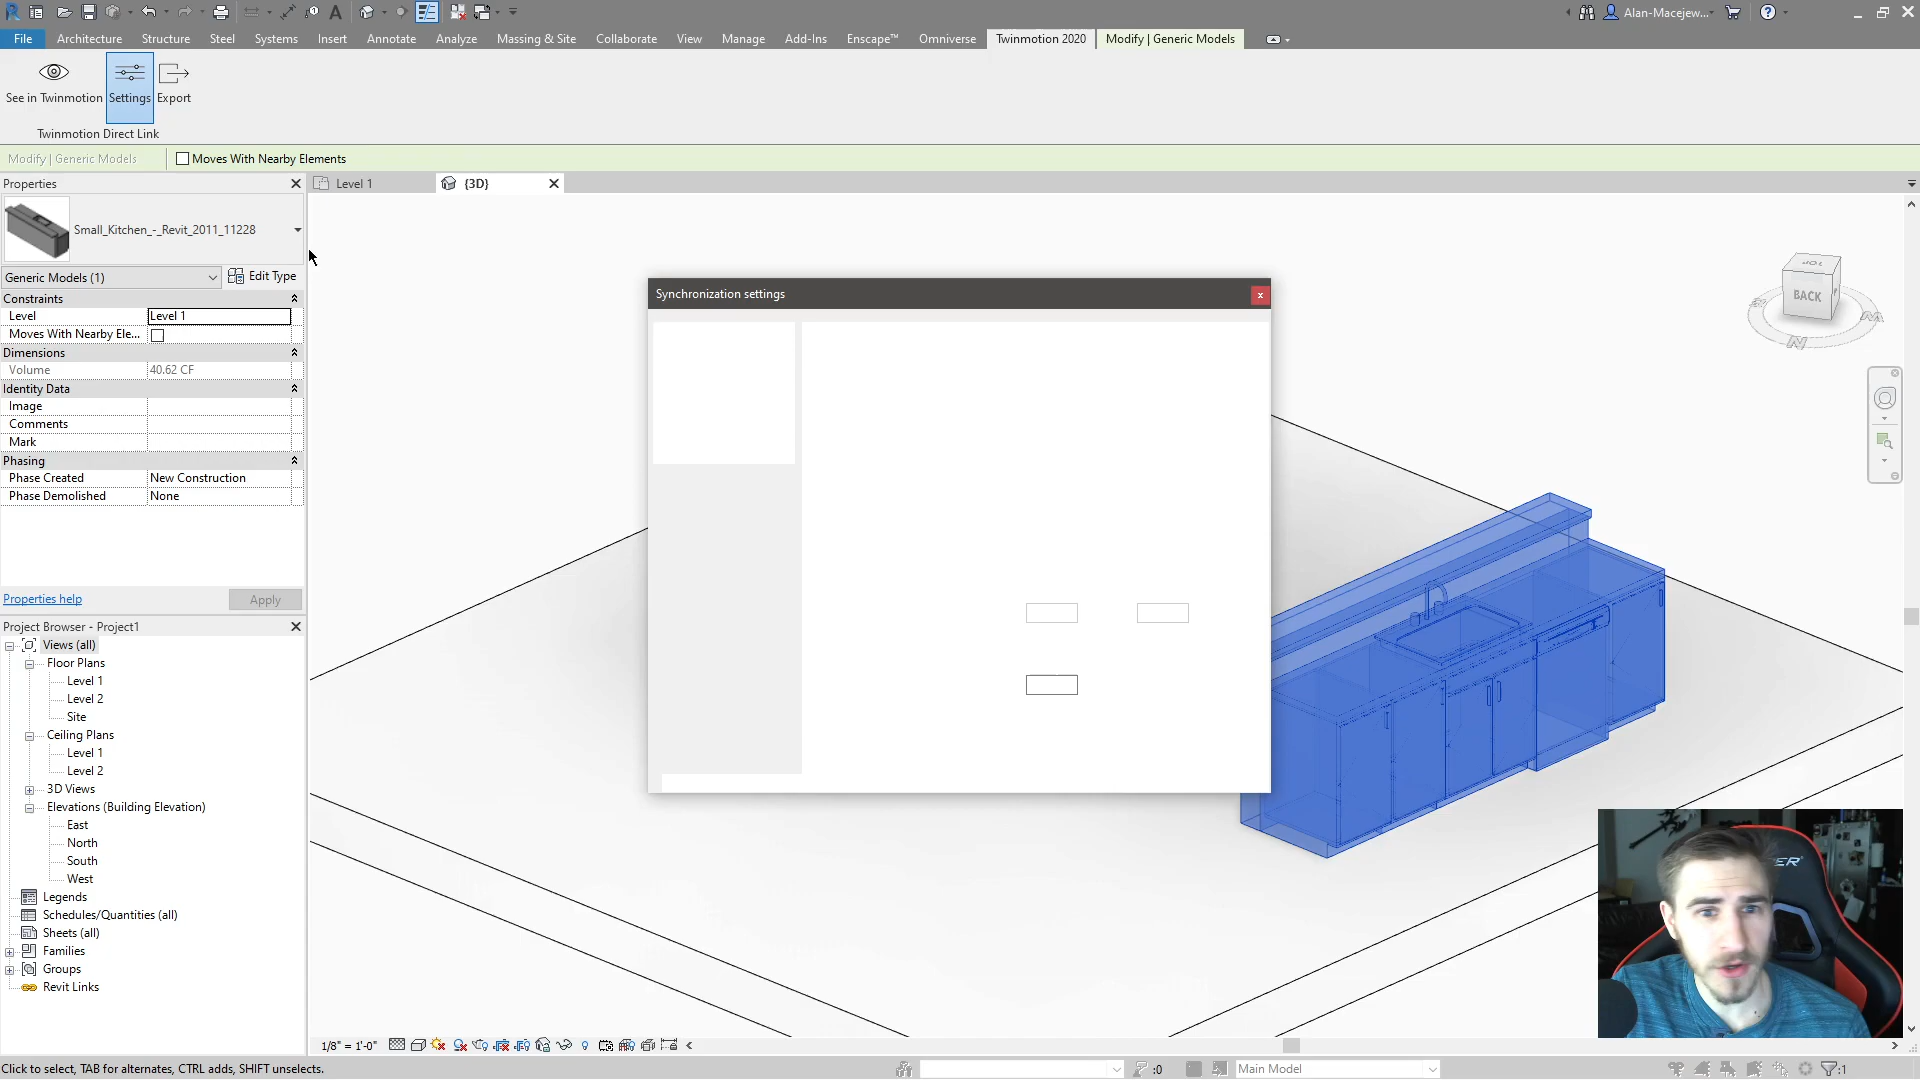 Alan-Macejew...
File Architecture Structure Steel Systems Insert Annotate Analyze Massing & Site Collaborate View Manage Add-Ins Enscape™ Omniverse Twinmotion 2020 Modify | Generic Models
See in Twinmotion Settings Export
Twinmotion Direct Link
Modify | Generic Models Moves With Nearby Elements
Properties
Level 1 {3D}
Small_Kitchen_-_Revit_2011_11228
Generic Models (1) Edit Type
Constraints
Level Level 1
Moves With Nearby Ele...
Dimensions
Volume 40.62 CF
Identity Data
Image
Comments
Mark
Phasing
Phase Created New Construction
Phase Demolished None
Properties help Apply
Synchronization settings
TOP
BACK
N
Project Browser - Project1
Views (all)
Floor Plans
Level 1
Level 2
Site
Ceiling Plans
Level 1
Level 2
3D Views
Elevations (Building Elevation)
East
North
South
West
Legends
Schedules/Quantities (all)
Sheets (all)
Families
Groups
Revit Links
ER
1/8" = 1'-0"
Click to select, TAB for alternates, CTRL adds, SHIFT unselects. :0 Main Model :1